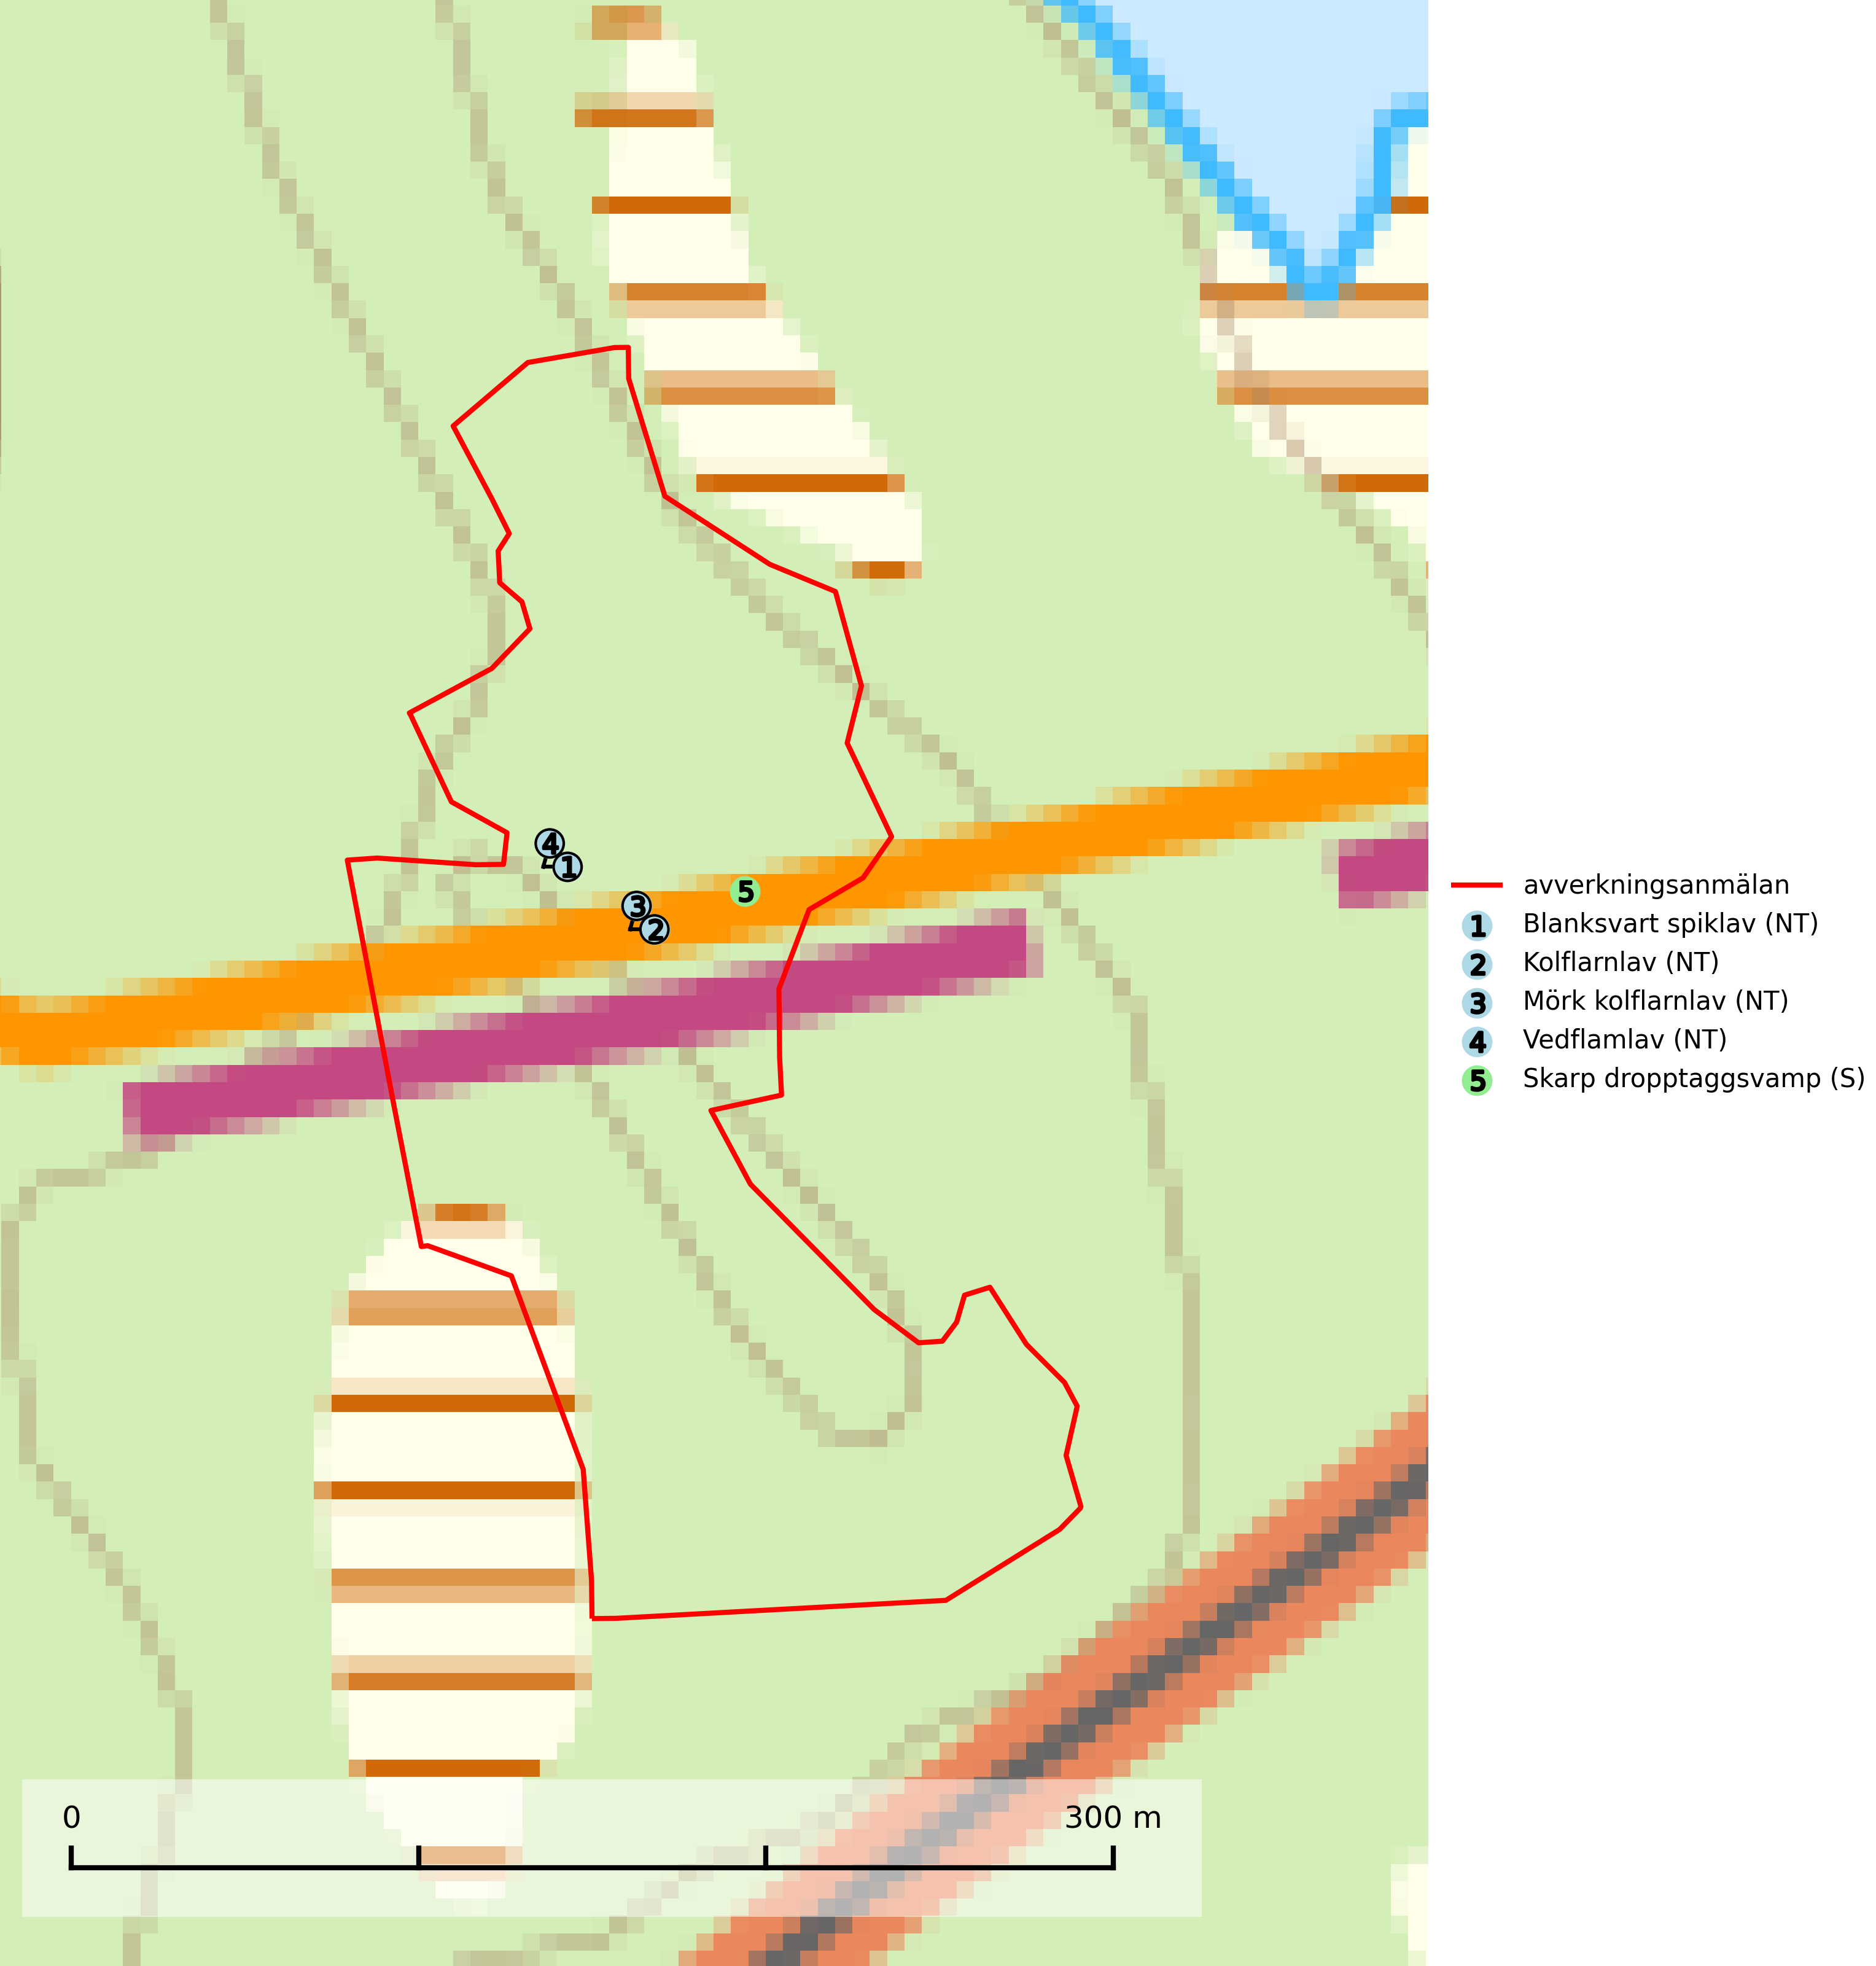 4
1
3
2
5
avverkningsanmälan
1 Blanksvart spiklav (NT)
2 Kolflarnlav (NT)
3 Mörk kolflarnlav (NT)
4 Vedflamlav (NT)
5 Skarp dropptaggsvamp (S)
0 300 m